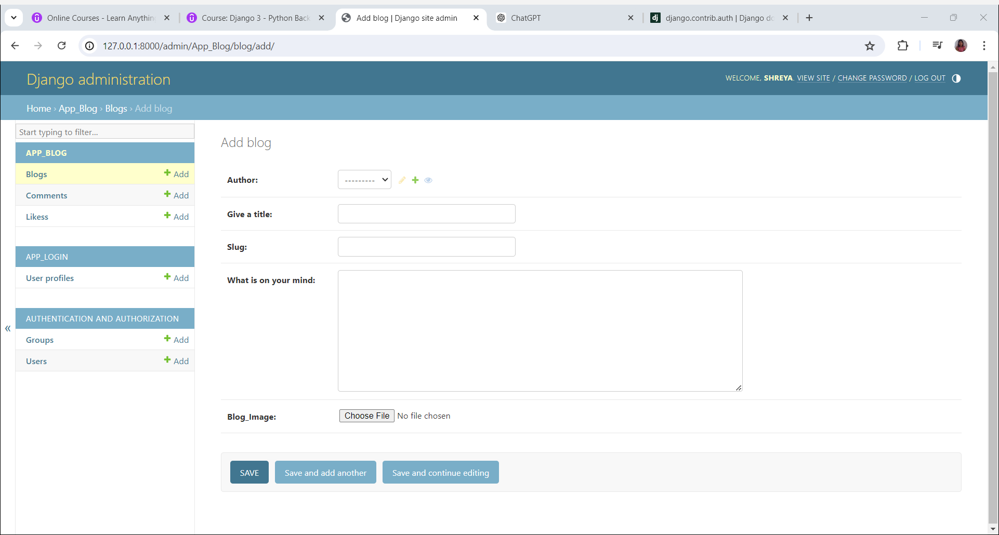 Online Courses - Learn Anything
Course: Django 3 - Python Back
Add blog | Django site admin
ChatGPT
dj django.contrib.auth | Django do
127.0.0.1:8000/admin/App_Blog/blog/add/
Django administration
WELCOME, SHREYA. VIEW SITE / CHANGE PASSWORD / LOG OUT
Home › App_Blog › Blogs › Add blog
Start typing to filter...
APP_BLOG
Blogs Add
Comments Add
Likess Add
APP_LOGIN
User profiles Add
AUTHENTICATION AND AUTHORIZATION
«
Groups Add
Users Add
Add blog
Author: ---------
Give a title:
Slug:
What is on your mind:
Blog_Image: Choose File No file chosen
SAVE Save and add another Save and continue editing